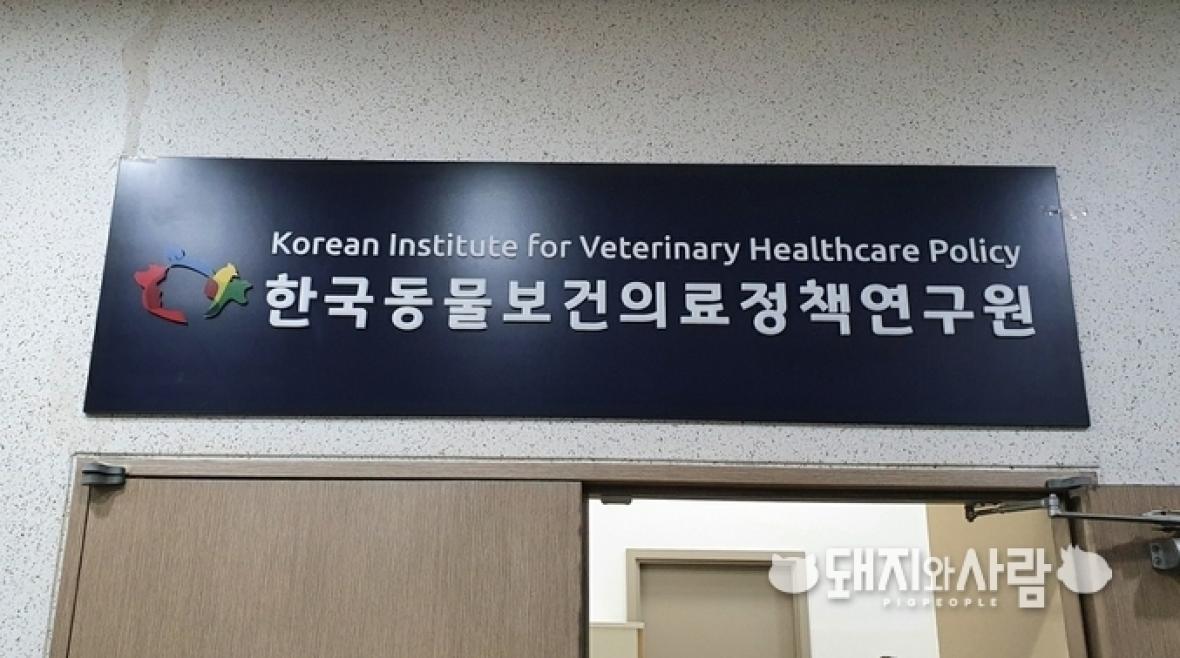 Korean Institute for Veterinary Healthcare Policy
한국동물보건의료정책연구원
돼지와사람
PIGPEOPLE